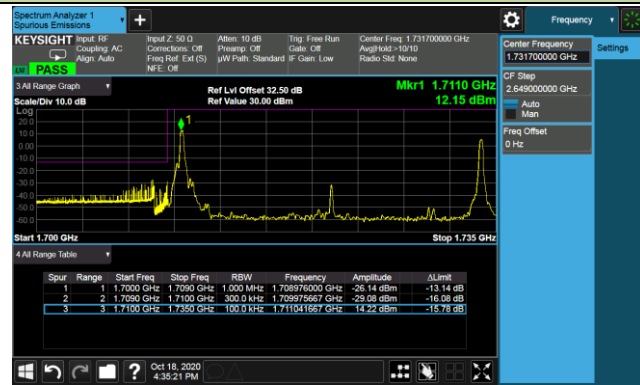 Spectrum Analyzer 1
Spurious Emissions
Frequency
KEYSIGHT Input: RF Input Z: 50 Ω Atten: 10 dB Trig: Free Run Center Freq: 1.731700000 GHz
Coupling: AC Corrections: Off Preamp: Off Gate: Off Avg|Hold:>10/10
Align: Auto Freq Ref: Ext (S) µW Path: Standard IF Gain: Low Radio Std: None
NFE: Off
PASS
Center Frequency
1.731700000 GHz
Settings
CF Step
2.649000000 GHz
Auto
Man
Freq Offset
0 Hz
3 All Range Graph
Ref Lvl Offset 32.50 dB
Mkr1 1.7110 GHz
Scale/Div 10.0 dB
Ref Value 30.00 dBm
12.15 dBm
Log
20.0
10.0
0.00
-10.0
-20.0
-30.0
-40.0
-50.0
-60.0
1
Start 1.700 GHz
Stop 1.735 GHz
4 All Range Table
Spur Range Start Freq Stop Freq RBW Frequency Amplitude ΔLimit
1 1 1.7000 GHz 1.7090 GHz 1.000 MHz 1.708976000 GHz -26.14 dBm -13.14 dB
2 2 1.7090 GHz 1.7100 GHz 300.0 kHz 1.709975667 GHz -29.08 dBm -16.08 dB
3 3 1.7100 GHz 1.7350 GHz 100.0 kHz 1.711041667 GHz 14.22 dBm -15.78 dB
?
Oct 18, 2020
4:35:21 PM